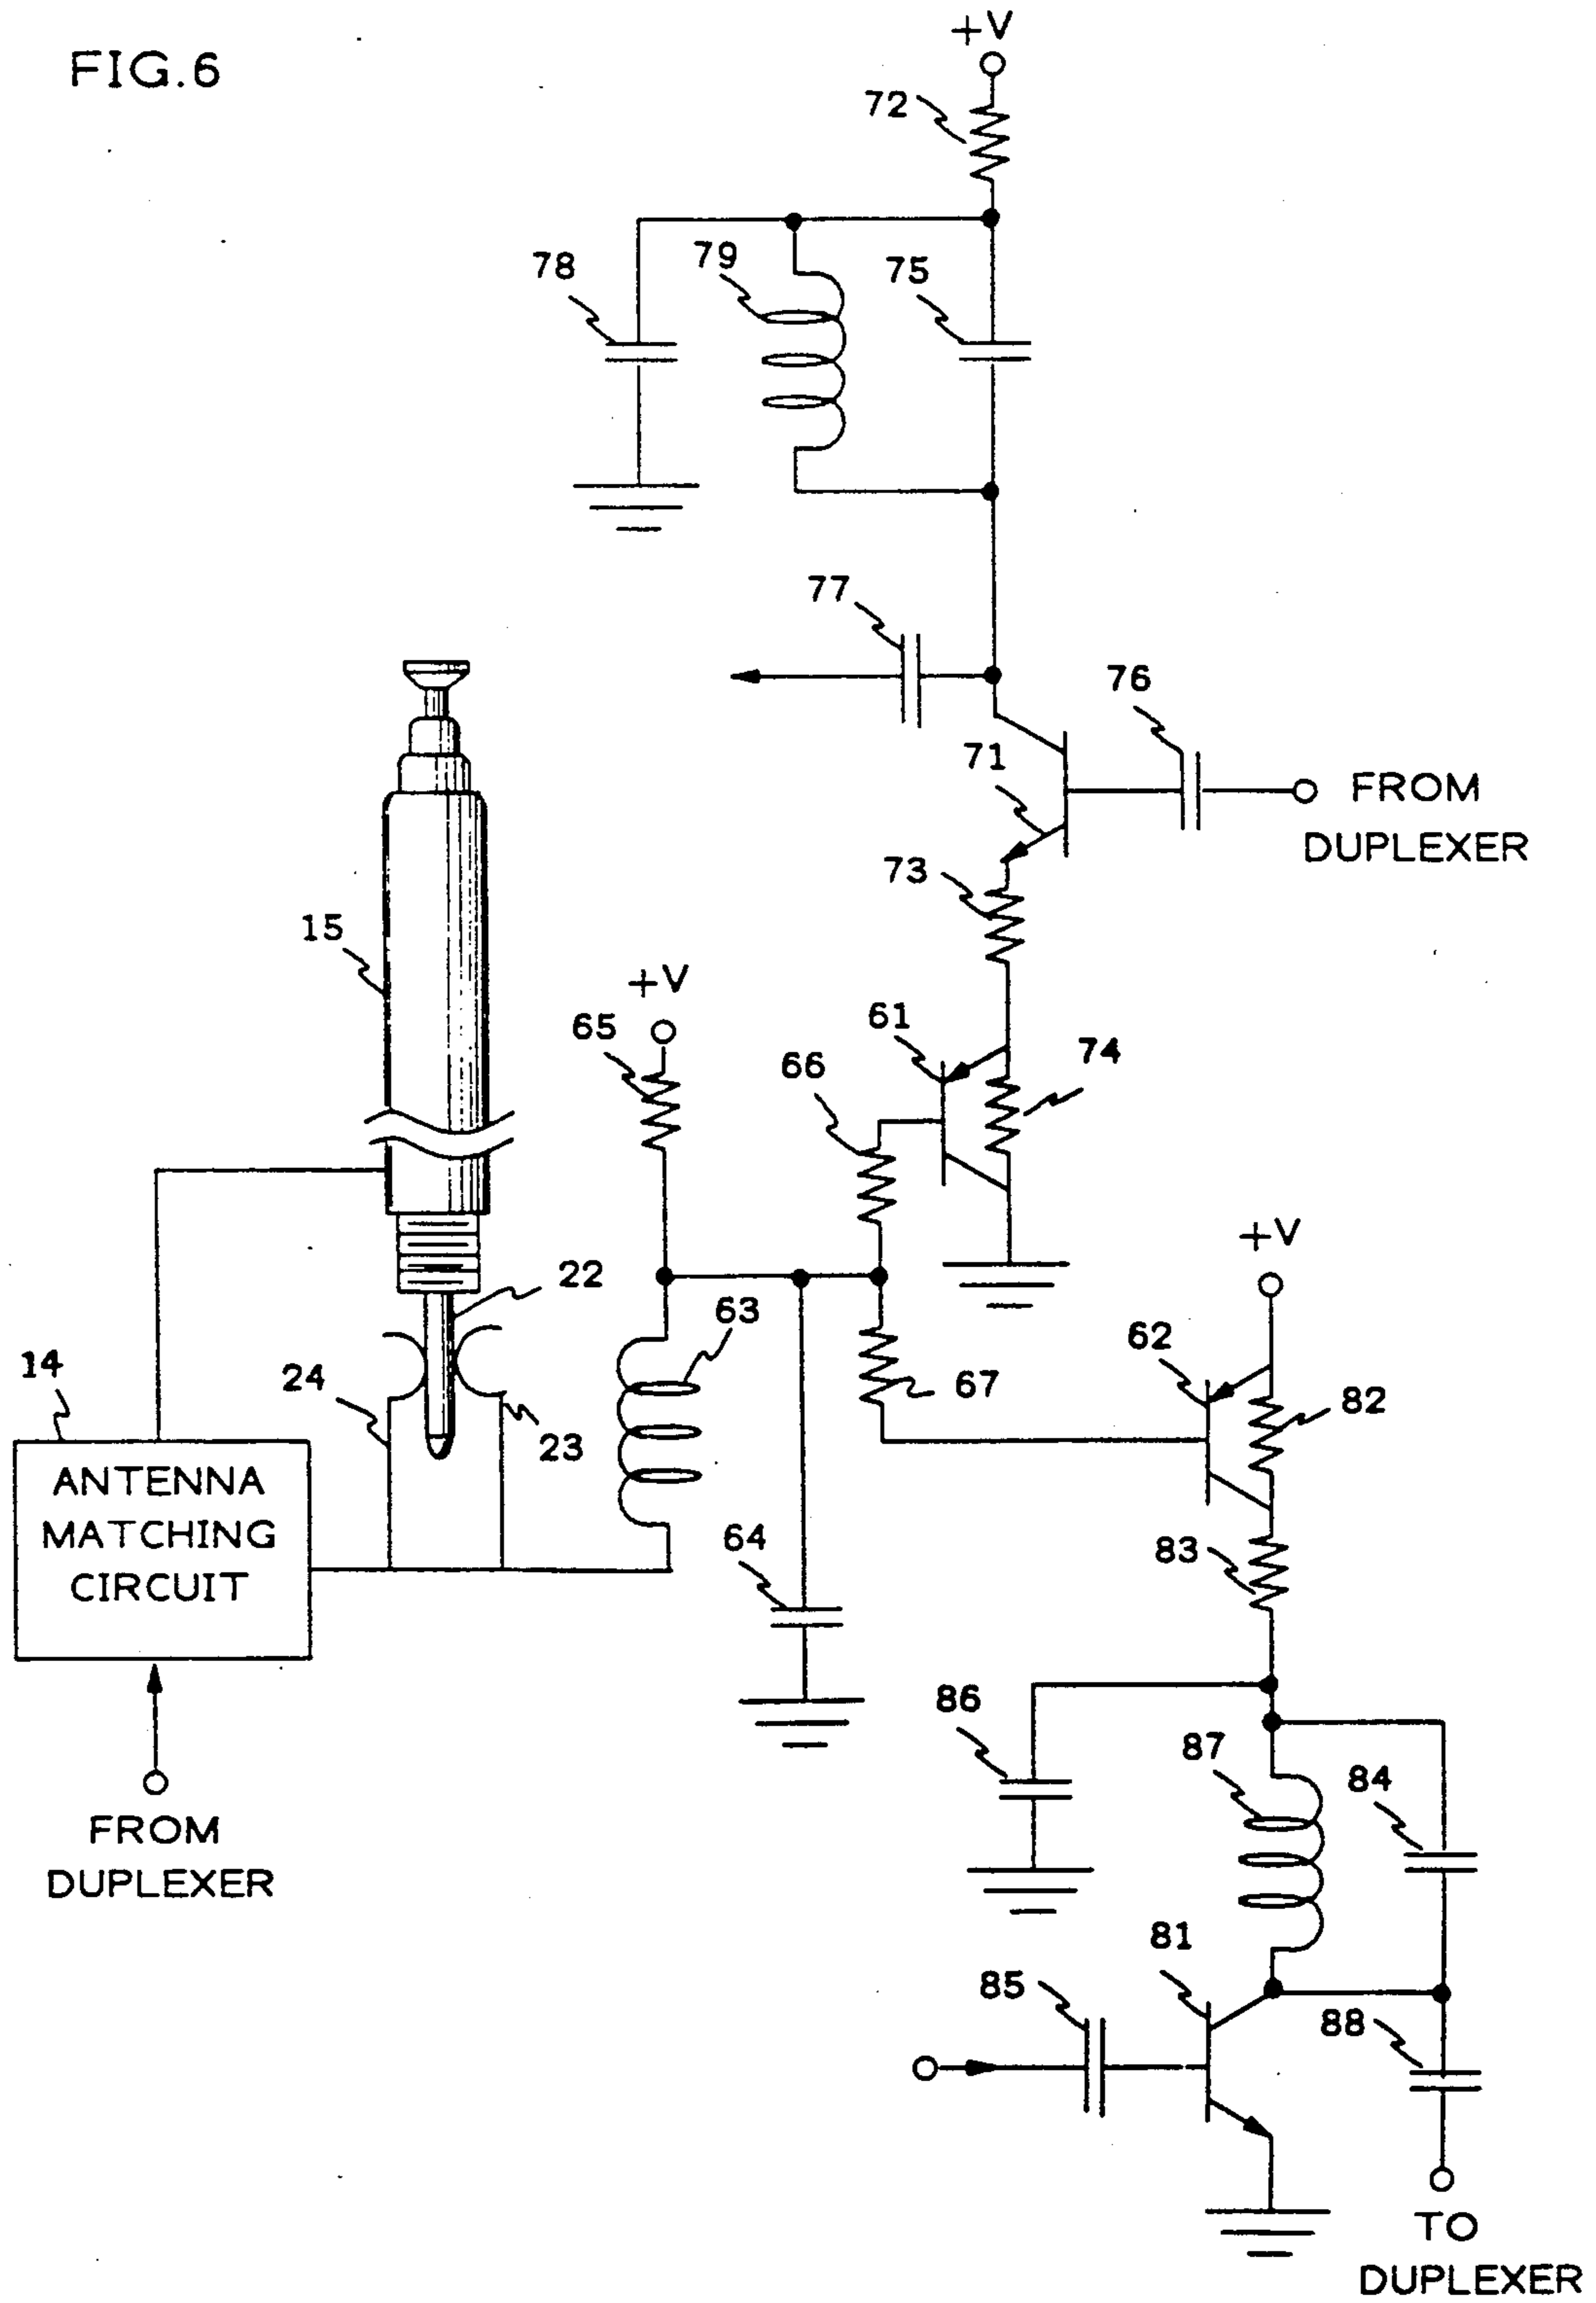 FIG.6
+V
72
78
79
75
77
76
71
FROM
DUPLEXER
73
15
+V
65
61
66
74
+V
22
63
62
14
24
67
82
23
ANTENNA
MATCHING
CIRCUIT
64
83
86
87
84
FROM
DUPLEXER
81
85
88
TO
DUPLEXER